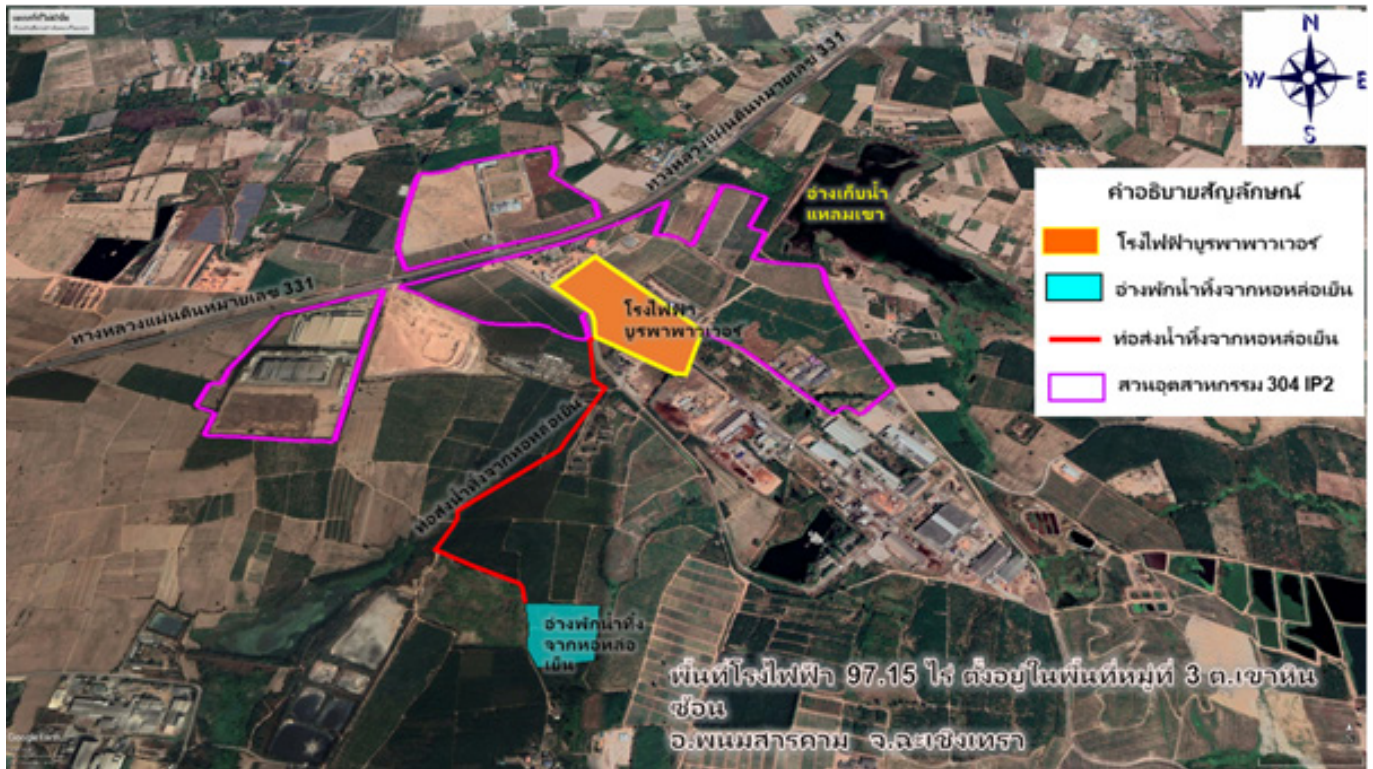 N
W E
S
ทางหลวงแผ่นดินหมายเลข 331
อ่างเก็บน้ำ
แหลมเขา
คำอธิบายสัญลักษณ์
โรงไฟฟ้าบูรพาพาวเวอร์
อ่างพักน้ำทิ้งจากหอหล่อเย็น
ท่อส่งน้ำทิ้งจากหอหล่อเย็น
สวนอุตสาหกรรม 304 IP2
ทางหลวงแผ่นดินหมายเลข 331
โรงไฟฟ้า
บูรพาพาวเวอร์
ท่อส่งน้ำทิ้งจากหอหล่อเย็น
อ่างพักน้ำทิ้ง
จากหอหล่อ
เย็น
พื้นที่โรงไฟฟ้า 97.15 ไร่ ตั้งอยู่ในพื้นที่หมู่ที่ 3 ต.เขาหิน
ซ้อน
อ.พนมสารคาม จ.ฉะเชิงเทรา
Google Earth